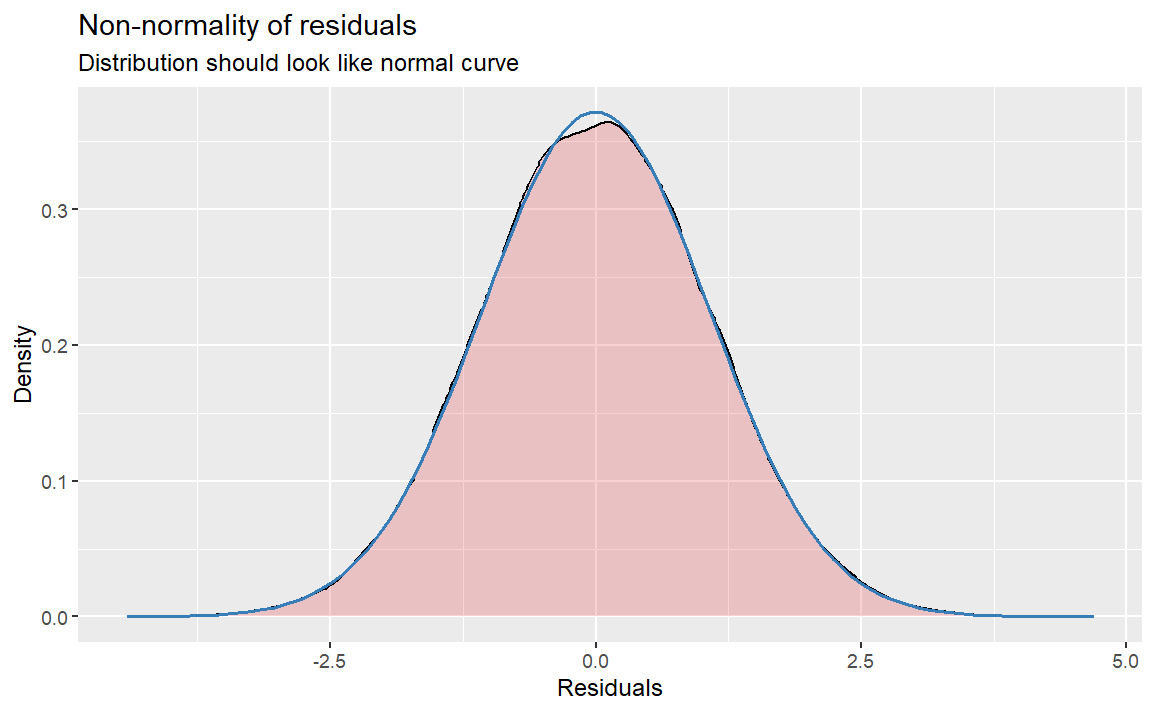 Non-normality of residuals
Distribution should look like normal curve
Density
0.3
0.2
0.1
0.0
-2.5
0.0
2.5
5.0
Residuals